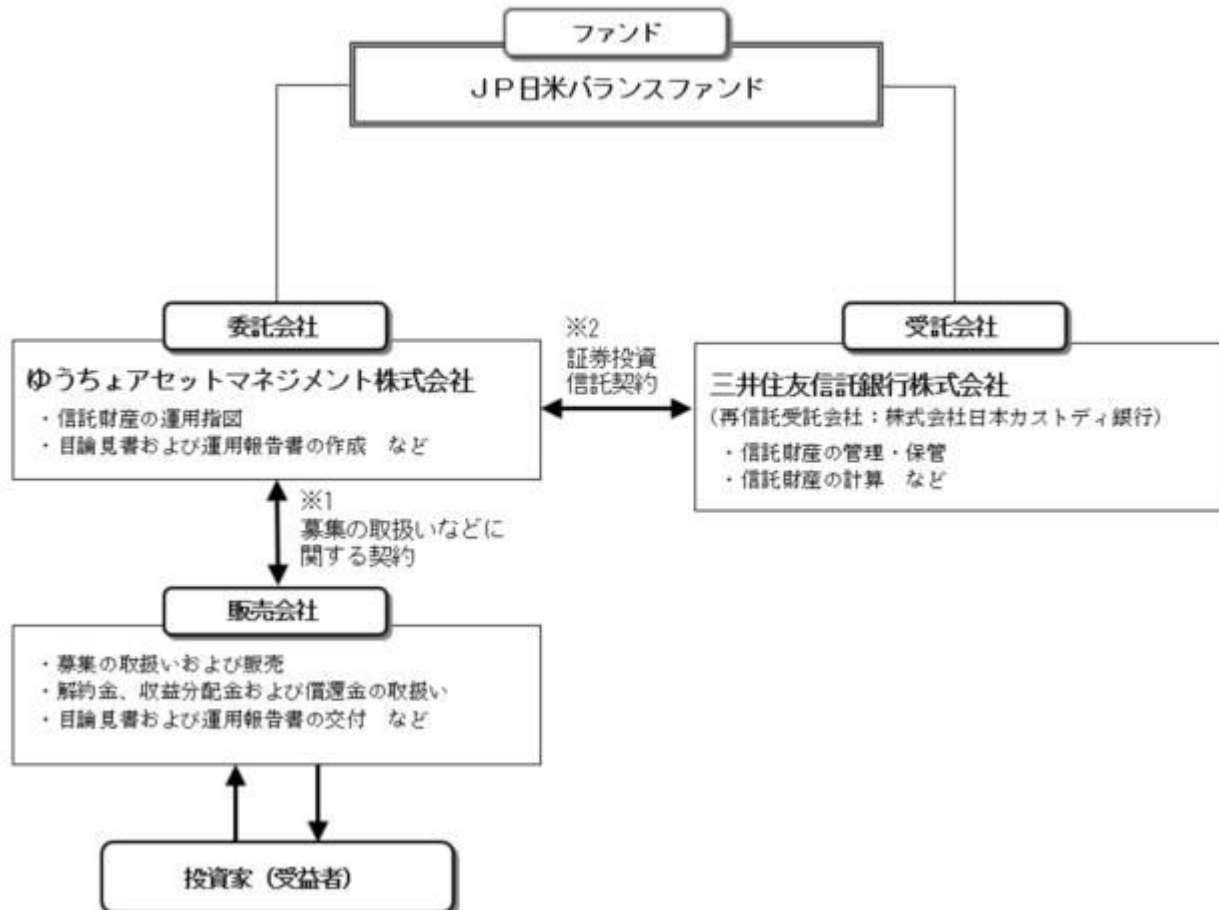 ファンド
JP日米バランスファンド
委託会社
ゆうちょアセットマネジメント株式会社
・信託財産の運用指図
・目論見書および運用報告書の作成　など
※2
証券投資
信託契約
受託会社
三井住友信託銀行株式会社
(再信託受託会社：株式会社日本カストディ銀行)
・信託財産の管理・保管
・信託財産の計算　など
※1
募集の取扱いなどに
関する契約
販売会社
・募集の取扱いおよび販売
・解約金、収益分配金および償還金の取扱い
・目論見書および運用報告書の交付　など
投資家（受益者）